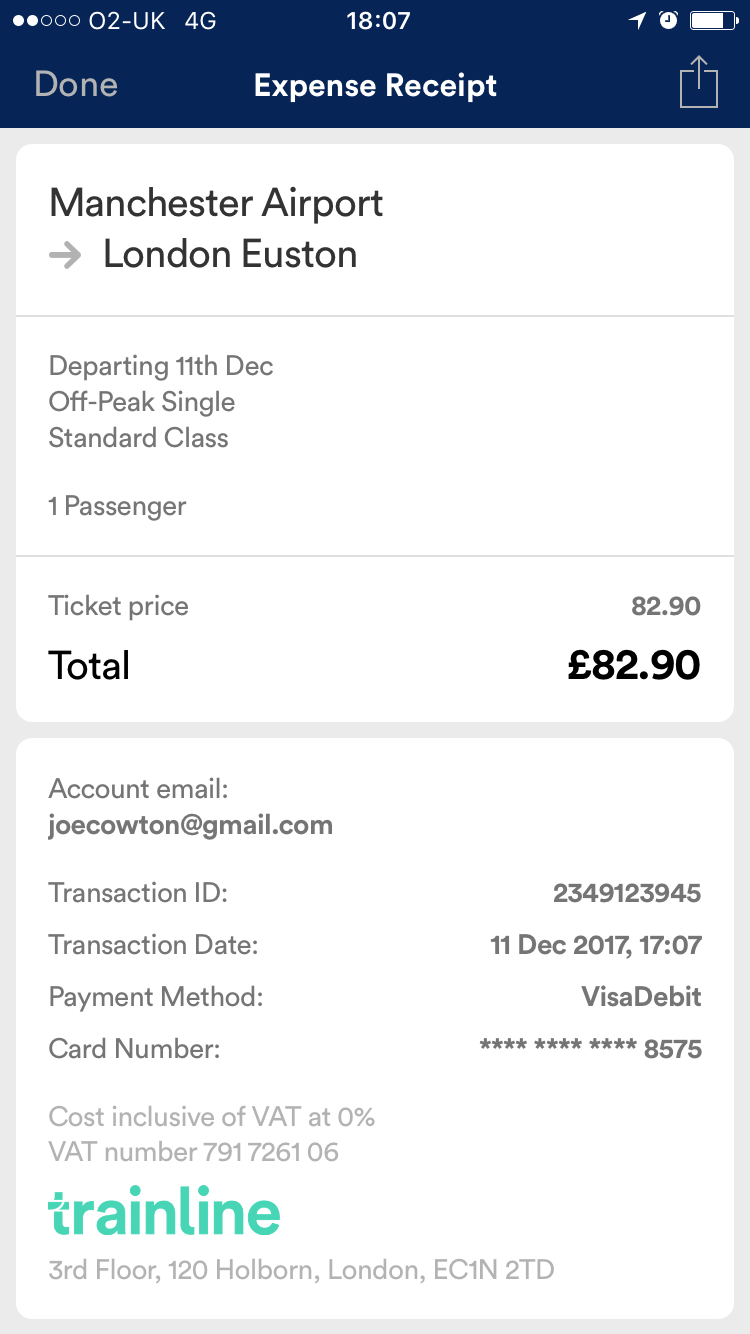 O2-UK 4G 18:07
Done Expense Receipt
Manchester Airport
→ London Euston
Departing 11th Dec
Off-Peak Single
Standard Class
1 Passenger
Ticket price 82.90
Total £82.90
Account email:
joecowton@gmail.com
Transaction ID: 2349123945
Transaction Date: 11 Dec 2017, 17:07
Payment Method: VisaDebit
Card Number: **** **** **** 8575
Cost inclusive of VAT at 0%
VAT number 791 7261 06
trainline
3rd Floor, 120 Holborn, London, EC1N 2TD